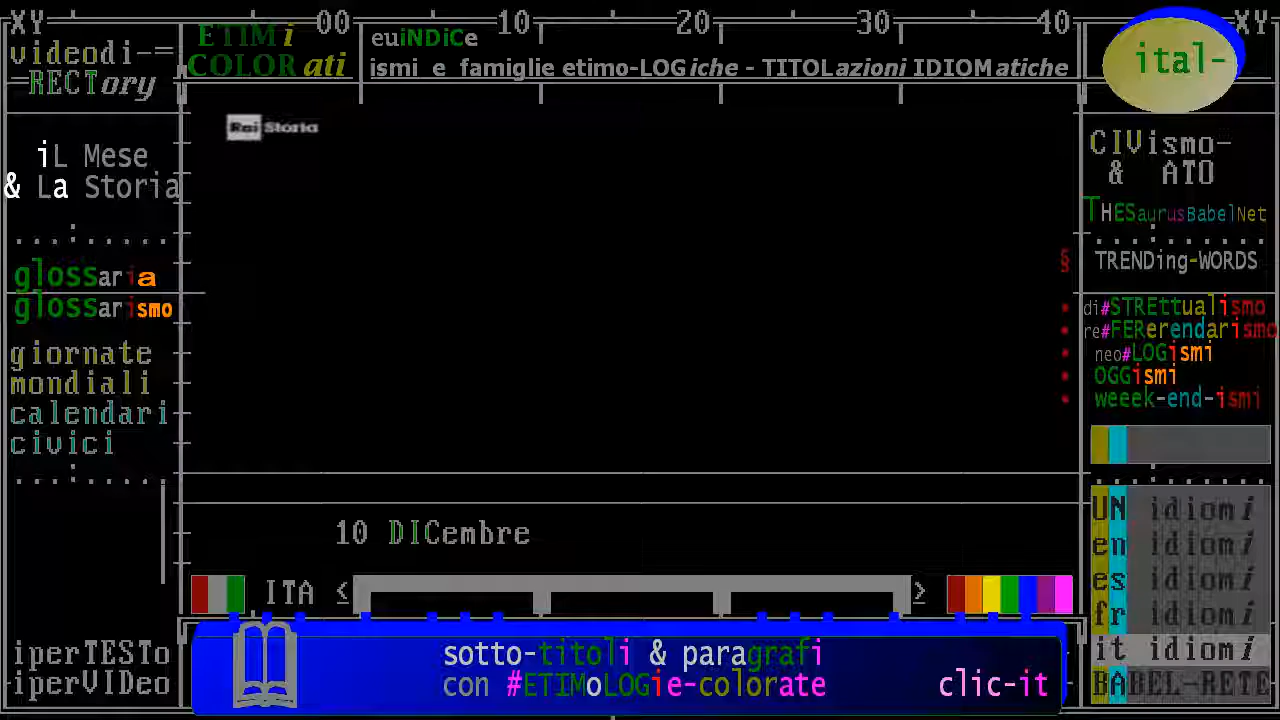 XY 00 10 20 30 40 XY
videodi-=
=RECTory
ETIMi
COLORati
euiNDiCe
ismi e famiglie etimo-LOGiche - TITOLazioni IDIOMatiche
ital-
Rai Storia
iL Mese
& La Storia
...:.....
glossaria
glossarismo
giornate
mondiali
calendari
civici
...:.....
CIVismo-
& ATO
THESaurusBabelNet
....:......
TRENDing-WORDS
§
di#STREttualismo
re#FERerendarismo
neo#LOGismi
OGGismi
weeek-end-ismi
....:......
UN idiomi
en idiomi
es idiomi
fr idiomi
it idiomi
BABEL-RETE
10 DICembre
ITA < >
iperTESTo
iperVIDeo
sotto-titoli & paragrafi
con #ETIMoLOGie-colorate
clic-it